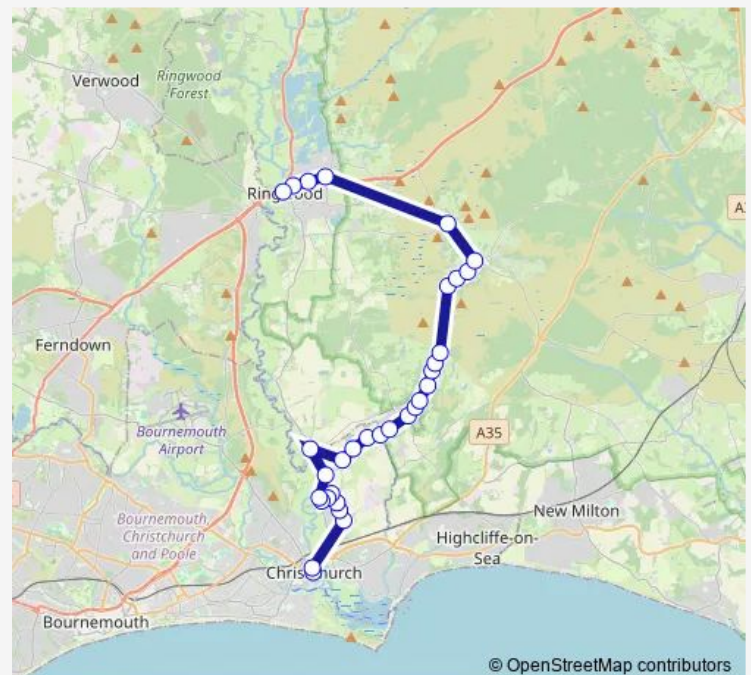 Verwood
Ringwood
Forest
Ringwood
A
Ferndown
Bournemouth
Airport
A35
Bournemouth,
Christchurch
and Poole
New Milton
Highcliffe-on-
Sea
Christchurch
Bournemouth
© OpenStreetMap contributors